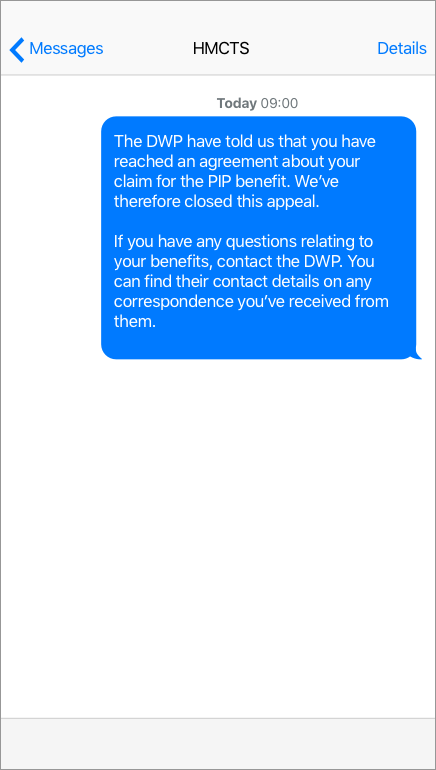 Messages HMCTS Details
Today 09:00
The DWP have told us that you have
reached an agreement about your
claim for the PIP benefit. We’ve
therefore closed this appeal.
If you have any questions relating to
your benefits, contact the DWP. You
can find their contact details on any
correspondence you’ve received from
them.